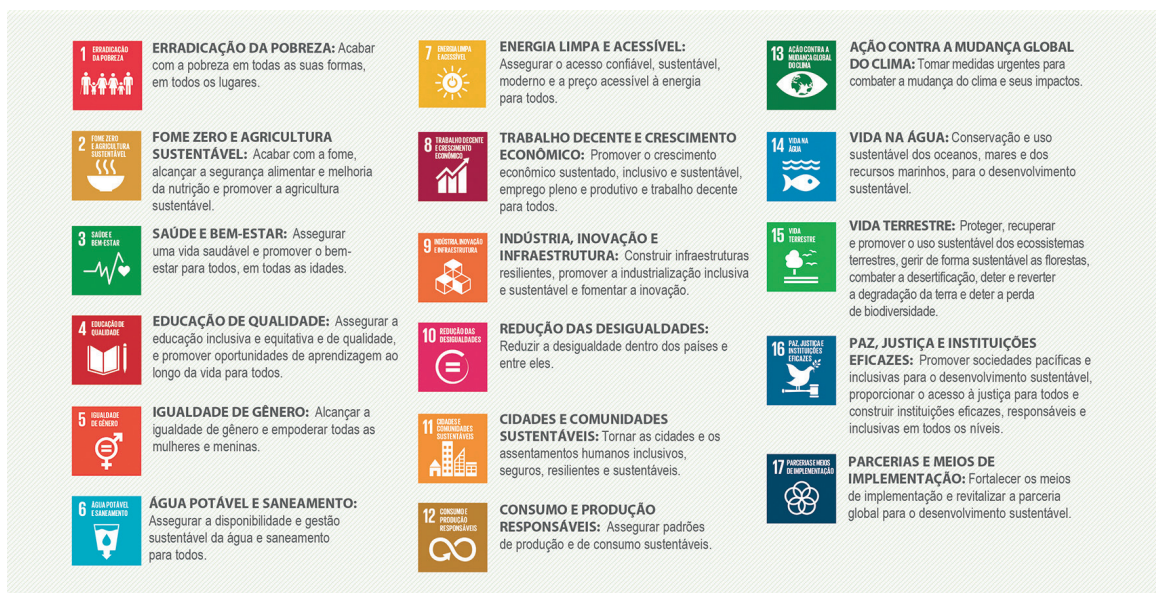 1 ERRADICAÇÃO
DA POBREZA
ERRADICAÇÃO DA POBREZA: Acabar
com a pobreza em todas as suas formas,
em todos os lugares.
2 FOME ZERO
E AGRICULTURA
SUSTENTÁVEL
FOME ZERO E AGRICULTURA
SUSTENTÁVEL: Acabar com a fome,
alcançar a segurança alimentar e melhoria
da nutrição e promover a agricultura
sustentável.
3 SAÚDE E
BEM-ESTAR
SAÚDE E BEM-ESTAR: Assegurar
uma vida saudável e promover o bem-
estar para todos, em todas as idades.
4 EDUCAÇÃO DE
QUALIDADE
EDUCAÇÃO DE QUALIDADE: Assegurar a
educação inclusiva e equitativa e de qualidade,
e promover oportunidades de aprendizagem ao
longo da vida para todos.
5 IGUALDADE
DE GÊNERO
IGUALDADE DE GÊNERO: Alcançar a
igualdade de gênero e empoderar todas as
mulheres e meninas.
6 ÁGUA POTÁVEL
E SANEAMENTO
ÁGUA POTÁVEL E SANEAMENTO:
Assegurar a disponibilidade e gestão
sustentável da água e saneamento
para todos.
7 ENERGIA LIMPA
E ACESSÍVEL
ENERGIA LIMPA E ACESSÍVEL:
Assegurar o acesso confiável, sustentável,
moderno e a preço acessível à energia
para todos.
8 TRABALHO DECENTE
E CRESCIMENTO
ECONÔMICO
TRABALHO DECENTE E CRESCIMENTO
ECONÔMICO: Promover o crescimento
econômico sustentado, inclusivo e sustentável,
emprego pleno e produtivo e trabalho decente
para todos.
9 INDÚSTRIA, INOVAÇÃO
E INFRAESTRUTURA
INDÚSTRIA, INOVAÇÃO E
INFRAESTRUTURA: Construir infraestruturas
resilientes, promover a industrialização inclusiva
e sustentável e fomentar a inovação.
10 REDUÇÃO DAS
DESIGUALDADES
REDUÇÃO DAS DESIGUALDADES:
Reduzir a desigualdade dentro dos países e
entre eles.
11 CIDADES E
COMUNIDADES
SUSTENTÁVEIS
CIDADES E COMUNIDADES
SUSTENTÁVEIS: Tornar as cidades e os
assentamentos humanos inclusivos,
seguros, resilientes e sustentáveis.
12 CONSUMO E
PRODUÇÃO
RESPONSÁVEIS
CONSUMO E PRODUÇÃO
RESPONSÁVEIS: Assegurar padrões
de produção e de consumo sustentáveis.
13 AÇÃO CONTRA A
MUDANÇA GLOBAL
DO CLIMA
AÇÃO CONTRA A MUDANÇA GLOBAL
DO CLIMA: Tomar medidas urgentes para
combater a mudança do clima e seus impactos.
14 VIDA NA
ÁGUA
VIDA NA ÁGUA: Conservação e uso
sustentável dos oceanos, mares e dos
recursos marinhos, para o desenvolvimento
sustentável.
15 VIDA
TERRESTRE
VIDA TERRESTRE: Proteger, recuperar
e promover o uso sustentável dos ecossistemas
terrestres, gerir de forma sustentável as florestas,
combater a desertificação, deter e reverter
a degradação da terra e deter a perda
de biodiversidade.
16 PAZ, JUSTIÇA E
INSTITUIÇÕES
EFICAZES
PAZ, JUSTIÇA E INSTITUIÇÕES
EFICAZES: Promover sociedades pacíficas e
inclusivas para o desenvolvimento sustentável,
proporcionar o acesso à justiça para todos e
construir instituições eficazes, responsáveis e
inclusivas em todos os níveis.
17 PARCERIAS E MEIOS
DE IMPLEMENTAÇÃO
PARCERIAS E MEIOS DE
IMPLEMENTAÇÃO: Fortalecer os meios
de implementação e revitalizar a parceria
global para o desenvolvimento sustentável.